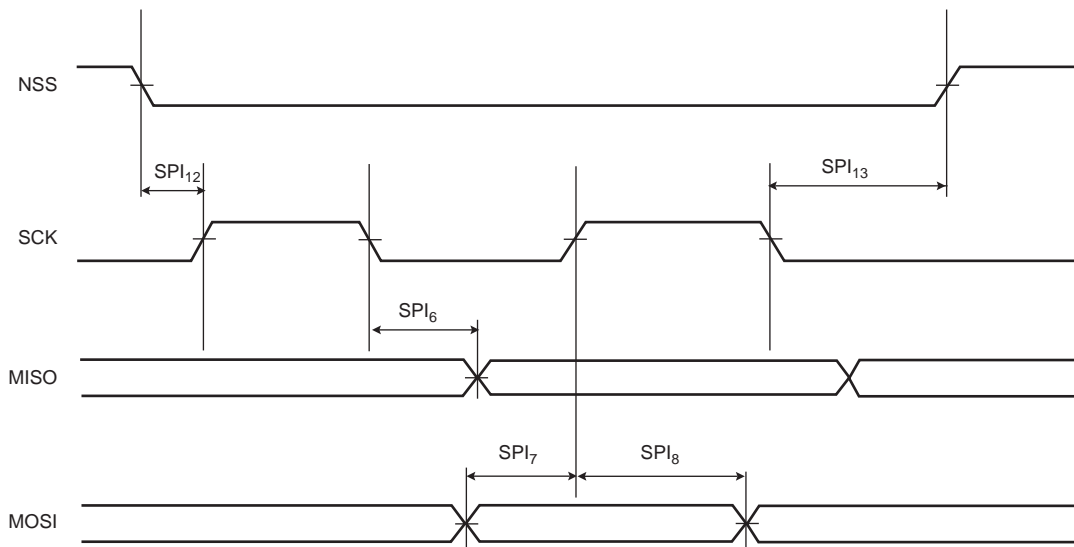 NSS
SPI₁₂
SPI₁₃
SCK
SPI₆
MISO
SPI₇
SPI₈
MOSI